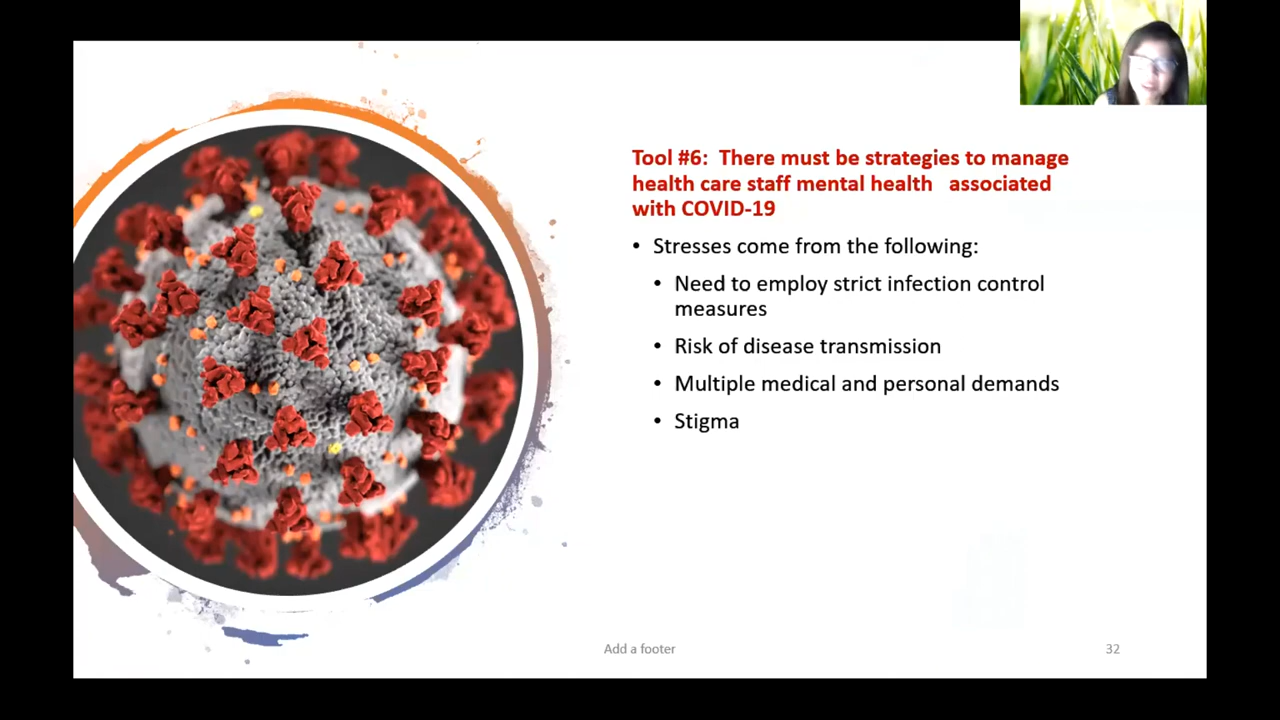 Tool #6:  There must be strategies to manage
health care staff mental health   associated
with COVID-19
• Stresses come from the following:
• Need to employ strict infection control
measures
• Risk of disease transmission
• Multiple medical and personal demands
• Stigma
Add a footer
32